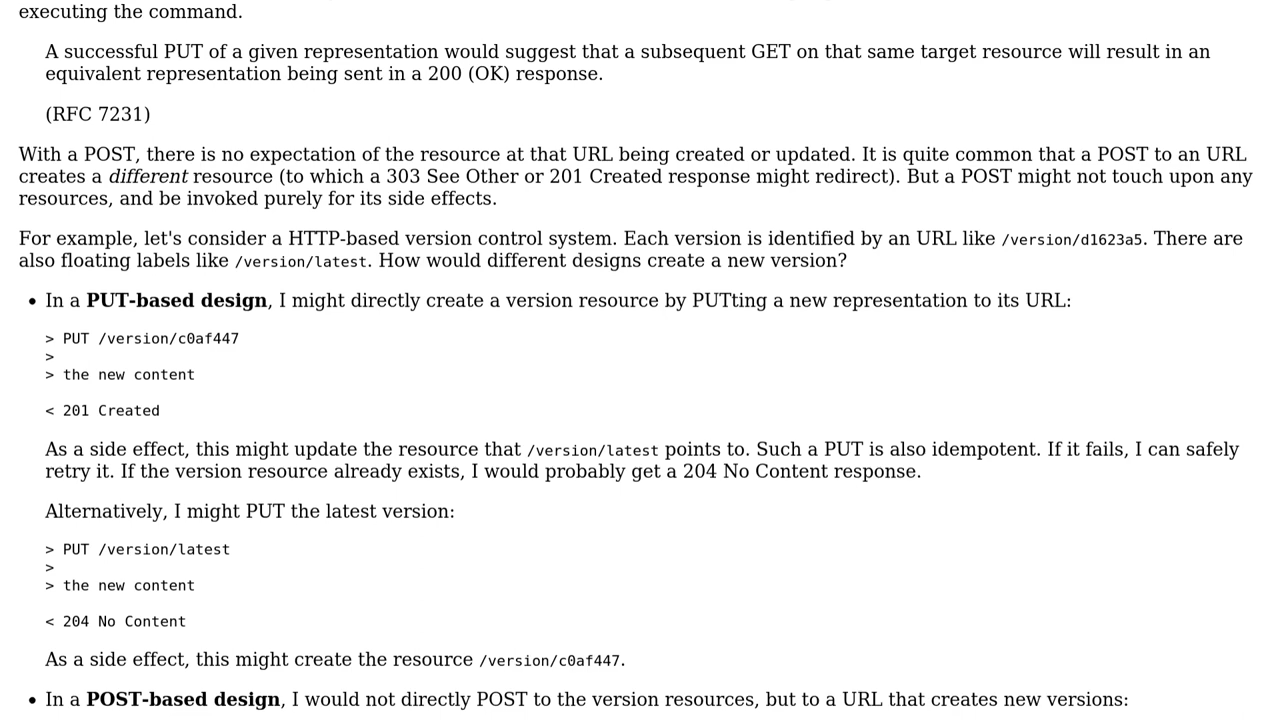 executing the command.
A successful PUT of a given representation would suggest that a subsequent GET on that same target resource will result in an
equivalent representation being sent in a 200 (OK) response.
(RFC 7231)
With a POST, there is no expectation of the resource at that URL being created or updated. It is quite common that a POST to an URL
creates a different resource (to which a 303 See Other or 201 Created response might redirect). But a POST might not touch upon any
resources, and be invoked purely for its side effects.
For example, let's consider a HTTP-based version control system. Each version is identified by an URL like /version/d1623a5. There are
also floating labels like /version/latest. How would different designs create a new version?
• In a PUT-based design, I might directly create a version resource by PUTting a new representation to its URL:
> PUT /version/c0af447
>
> the new content
< 201 Created
As a side effect, this might update the resource that /version/latest points to. Such a PUT is also idempotent. If it fails, I can safely
retry it. If the version resource already exists, I would probably get a 204 No Content response.
Alternatively, I might PUT the latest version:
> PUT /version/latest
>
> the new content
< 204 No Content
As a side effect, this might create the resource /version/c0af447.
• In a POST-based design, I would not directly POST to the version resources, but to a URL that creates new versions: